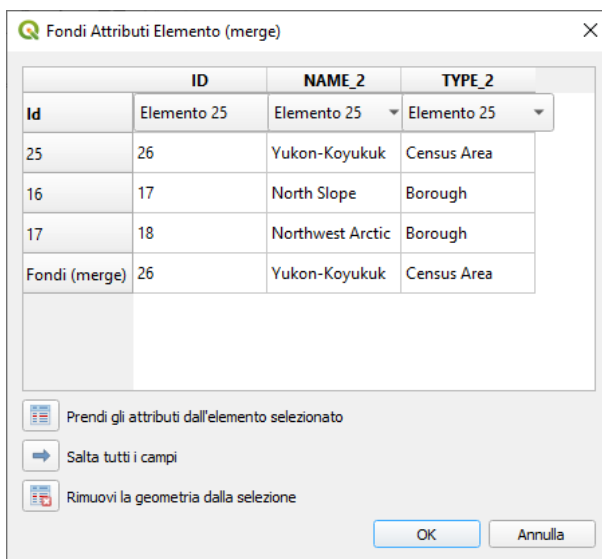 Fondi Attributi Elemento (merge)
ID NAME_2 TYPE_2
Id Elemento 25 Elemento 25 Elemento 25
25 26 Yukon-Koyukuk Census Area
16 17 North Slope Borough
17 18 Northwest Arctic Borough
Fondi (merge) 26 Yukon-Koyukuk Census Area
Prendi gli attributi dall'elemento selezionato
Salta tutti i campi
Rimuovi la geometria dalla selezione
OK Annulla